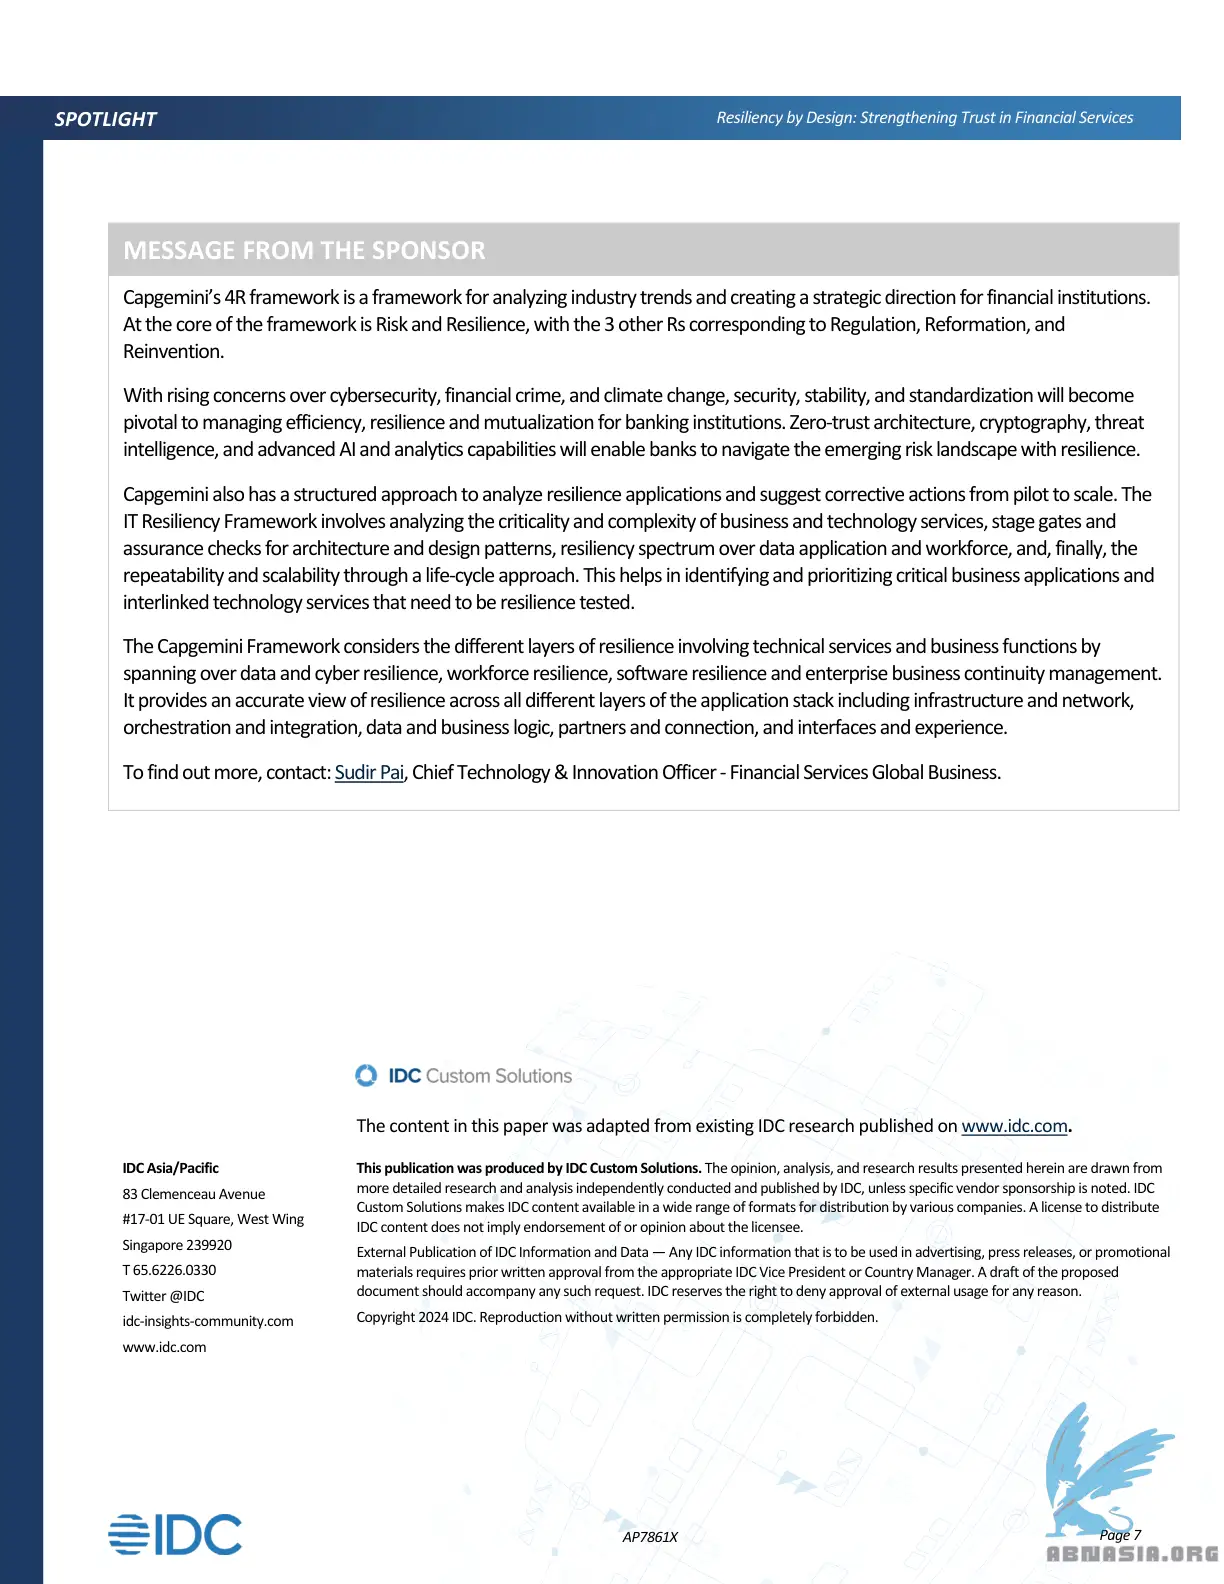 SPOTLIGHT
Resiliency by Design: Strengthening Trust in Financial Services
MESSAGE FROM THE SPONSOR
Capgemini’s 4R framework is a framework for analyzing industry trends and creating a strategic direction for financial institutions.
At the core of the framework is Risk and Resilience, with the 3 other Rs corresponding to Regulation, Reformation, and
Reinvention.
With rising concerns over cybersecurity, financial crime, and climate change, security, stability, and standardization will become
pivotal to managing efficiency, resilience and mutualization for banking institutions. Zero-trust architecture, cryptography, threat
intelligence, and advanced AI and analytics capabilities will enable banks to navigate the emerging risk landscape with resilience.
Capgemini also has a structured approach to analyze resilience applications and suggest corrective actions from pilot to scale. The
IT Resiliency Framework involves analyzing the criticality and complexity of business and technology services, stage gates and
assurance checks for architecture and design patterns, resiliency spectrum over data application and workforce, and, finally, the
repeatability and scalability through a life-cycle approach. This helps in identifying and prioritizing critical business applications and
interlinked technology services that need to be resilience tested.
The Capgemini Framework considers the different layers of resilience involving technical services and business functions by
spanning over data and cyber resilience, workforce resilience, software resilience and enterprise business continuity management.
It provides an accurate view of resilience across all different layers of the application stack including infrastructure and network,
orchestration and integration, data and business logic, partners and connection, and interfaces and experience.
To find out more, contact: Sudir Pai, Chief Technology & Innovation Officer - Financial Services Global Business.
IDC Custom Solutions
The content in this paper was adapted from existing IDC research published on www.idc.com.
IDC Asia/Pacific
83 Clemenceau Avenue
#17-01 UE Square, West Wing
Singapore 239920
T 65.6226.0330
Twitter @IDC
idc-insights-community.com
www.idc.com
This publication was produced by IDC Custom Solutions. The opinion, analysis, and research results presented herein are drawn from
more detailed research and analysis independently conducted and published by IDC, unless specific vendor sponsorship is noted. IDC
Custom Solutions makes IDC content available in a wide range of formats for distribution by various companies. A license to distribute
IDC content does not imply endorsement of or opinion about the licensee.
External Publication of IDC Information and Data — Any IDC information that is to be used in advertising, press releases, or promotional
materials requires prior written approval from the appropriate IDC Vice President or Country Manager. A draft of the proposed
document should accompany any such request. IDC reserves the right to deny approval of external usage for any reason.
Copyright 2024 IDC. Reproduction without written permission is completely forbidden.
IDC
AP7861X
Page 7
ABNASIA.ORG